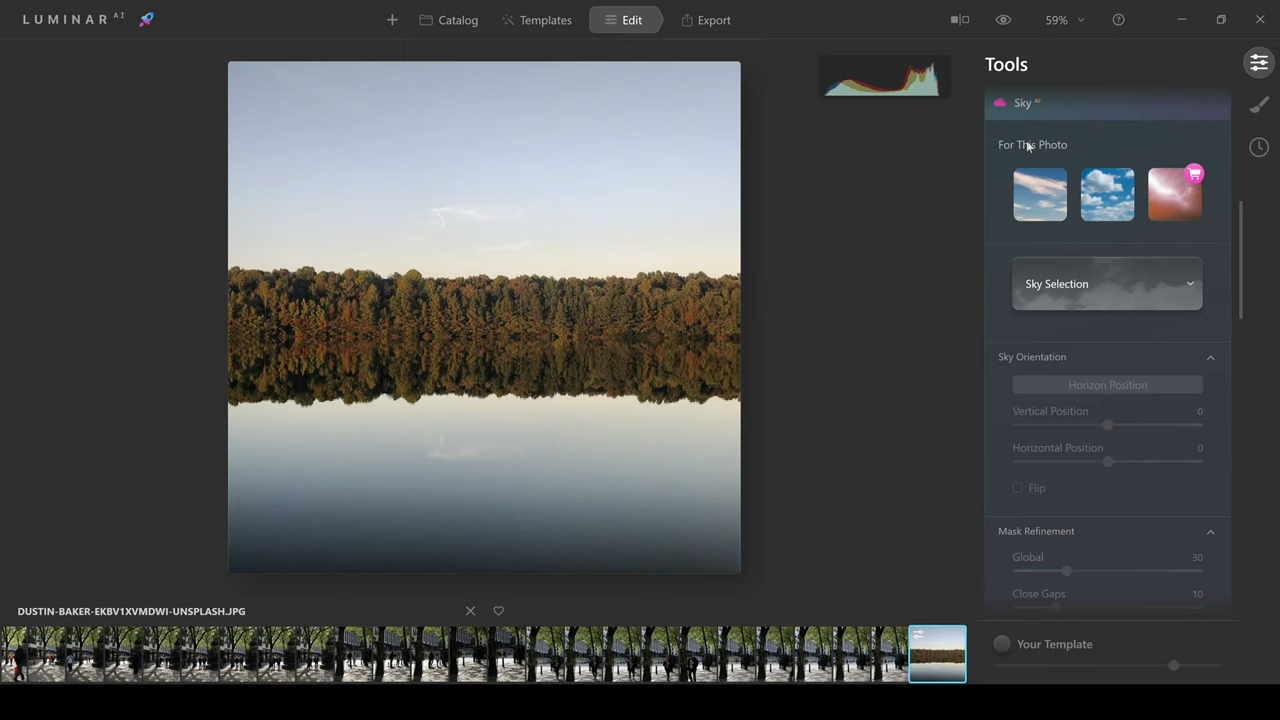 LUMINAR AI
Catalog
Templates
Edit
Export
59%
Tools
Sky AI
For This Photo
Sky Selection
Sky Orientation
Horizon Position
Vertical Position 0
Horizontal Position 0
Flip
Mask Refinement
Global 30
Close Gaps 10
DUSTIN-BAKER-EKBV1XVMDWI-UNSPLASH.JPG
Your Template